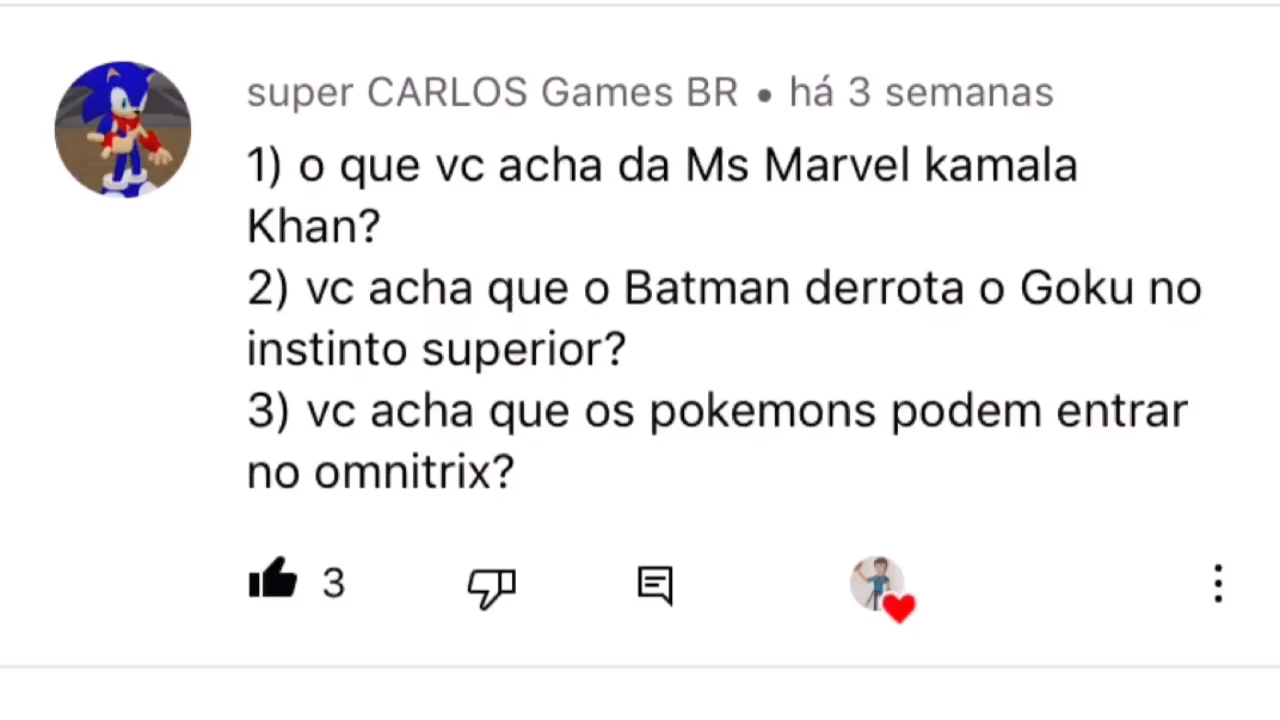 super CARLOS Games BR • há 3 semanas
1) o que vc acha da Ms Marvel kamala
Khan?
2) vc acha que o Batman derrota o Goku no
instinto superior?
3) vc acha que os pokemons podem entrar
no omnitrix?
3